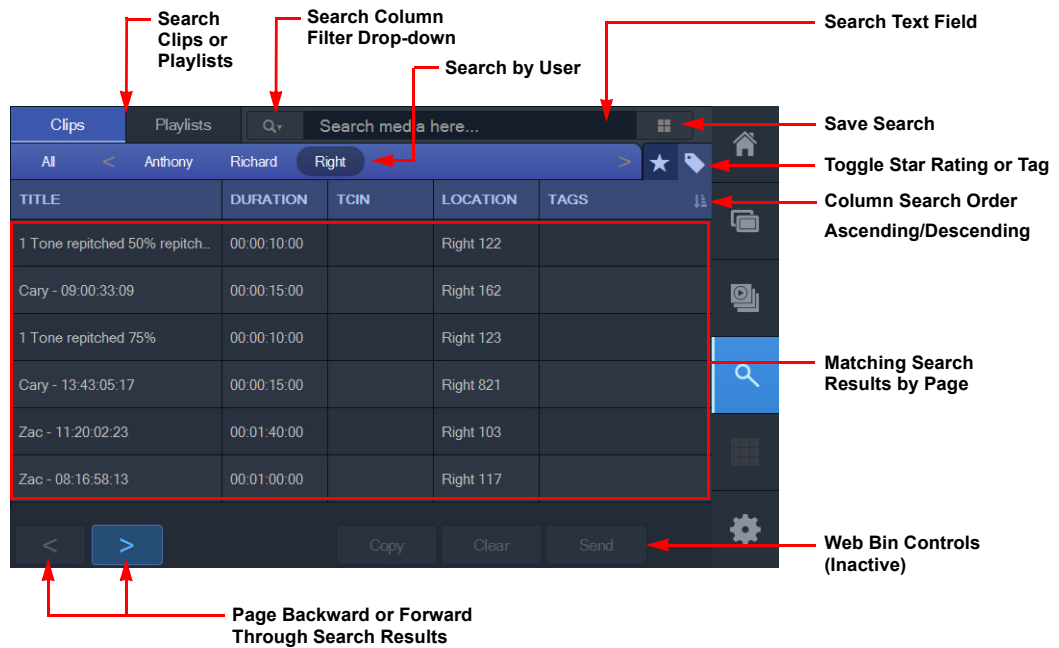 Search
Clips or
Playlists
Search Column
Filter Drop-down
Search by User
Search Text Field
Clips
Playlists
Search media here...
Save Search
All < Anthony Richard Right >
Toggle Star Rating or Tag
TITLE DURATION TCIN LOCATION TAGS
Column Search Order
Ascending/Descending
1 Tone repitched 50% repitch... 00:00:10:00 Right 122
Cary - 09:00:33:09 00:00:15:00 Right 162
1 Tone repitched 75% 00:00:10:00 Right 123
Matching Search
Results by Page
Cary - 13:43:05:17 00:00:15:00 Right 821
Zac - 11:20:02:23 00:01:40:00 Right 103
Zac - 08:16:58:13 00:01:00:00 Right 117
< > Copy Clear Send
Web Bin Controls
(Inactive)
Page Backward or Forward
Through Search Results